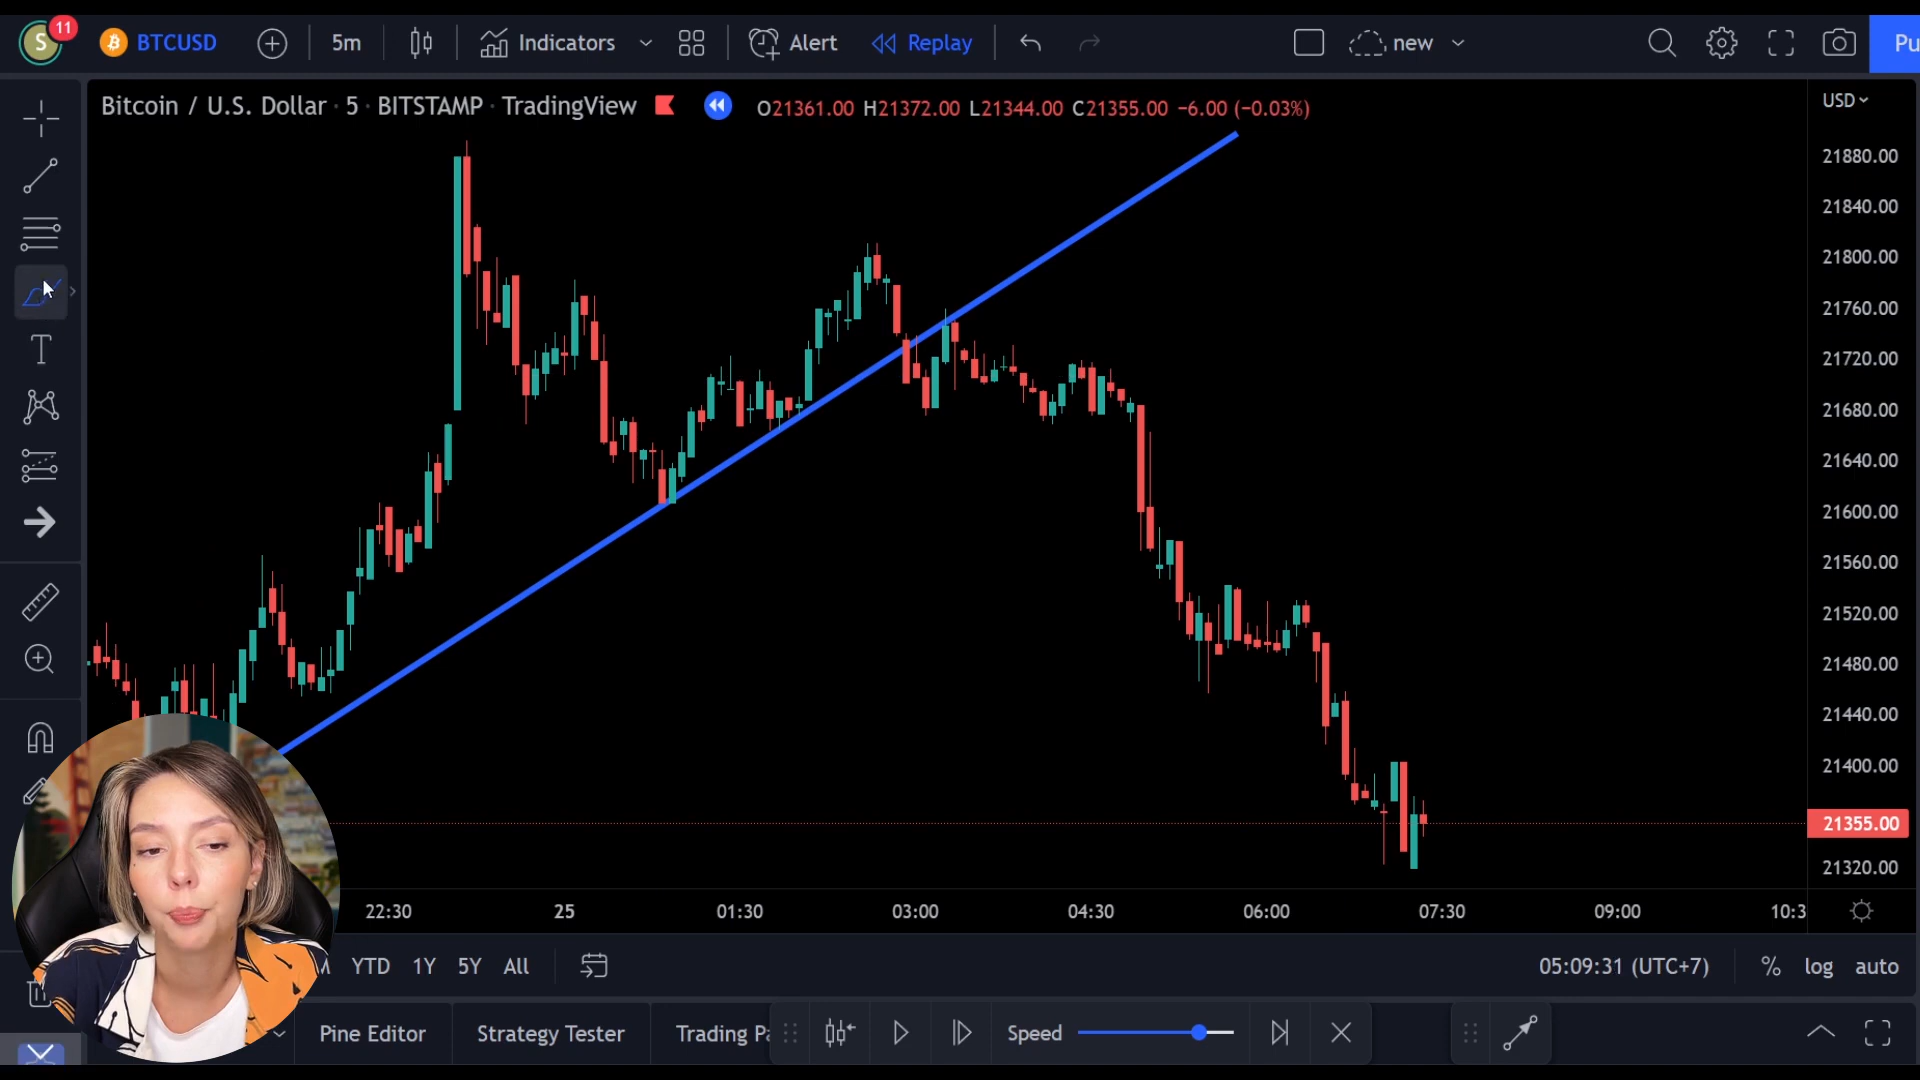 S 11 BTCUSD 5m Indicators Alert Replay new Pu
Bitcoin / U.S. Dollar · 5 · BITSTAMP · TradingView O21361.00 H21372.00 L21344.00 C21355.00 −6.00 (−0.03%)
USD
21880.00
21840.00
21800.00
21760.00
21720.00
21680.00
21640.00
21600.00
21560.00
21520.00
21480.00
21440.00
21400.00
21355.00
21320.00
22:30 25 01:30 03:00 04:30 06:00 07:30 09:00 10:3
YTD 1Y 5Y All 05:09:31 (UTC+7) % log auto
Pine Editor Strategy Tester Trading Pa Speed